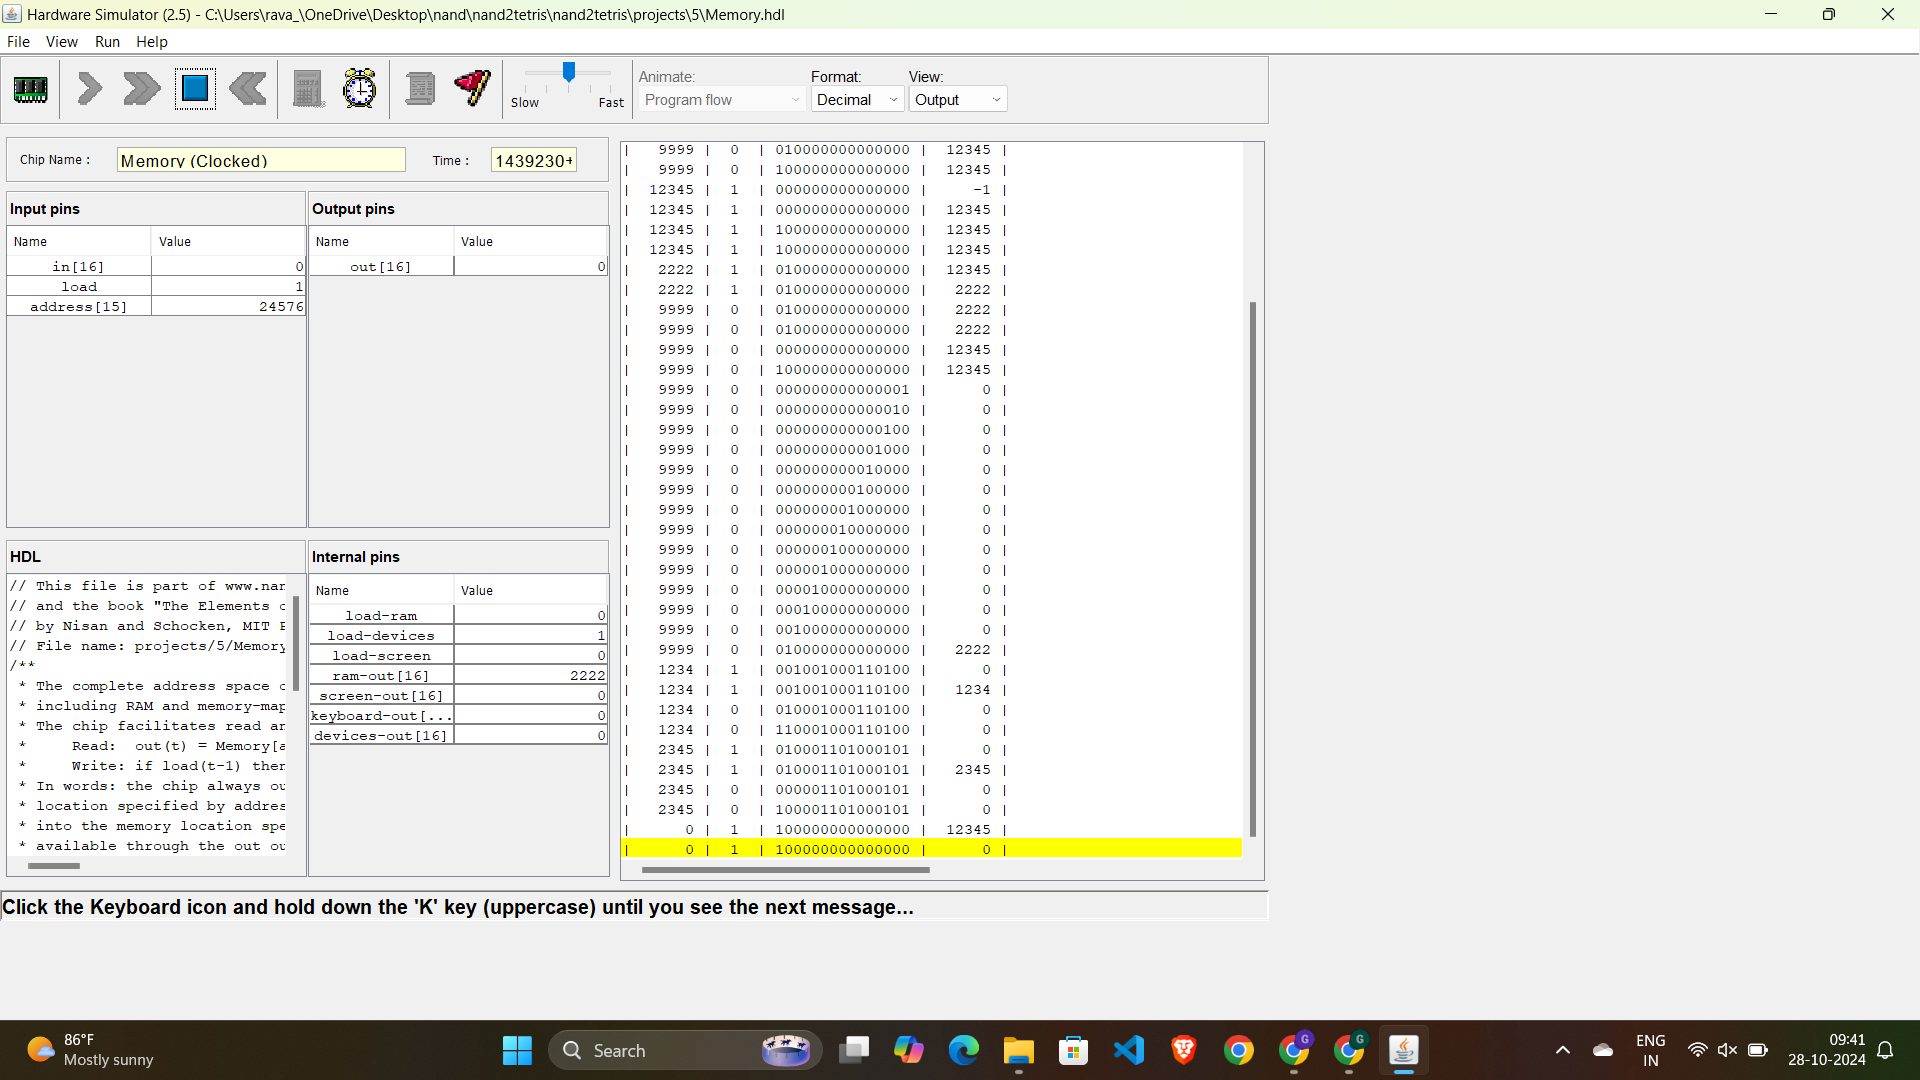 Hardware Simulator (2.5) - C:\Users\rava_\OneDrive\Desktop\nand\nand2tetris\nand2tetris\projects\5\Memory.hdl
File View Run Help
Slow Fast
Animate: Format: View:
Program flow Decimal Output
Chip Name : Memory (Clocked) Time : 1439230+
Input pins
Name Value
in[16] 0
load 1
address[15] 24576
Output pins
Name Value
out[16] 0
HDL
// This file is part of www.nan
// and the book "The Elements o
// by Nisan and Schocken, MIT P
// File name: projects/5/Memory
/**
* The complete address space o
* including RAM and memory-map
* The chip facilitates read an
* Read: out(t) = Memory[a
* Write: if load(t-1) then
* In words: the chip always ou
* location specified by addres
* into the memory location spe
* available through the out ou
Internal pins
Name Value
load-ram 0
load-devices 1
load-screen 0
ram-out[16] 2222
screen-out[16] 0
keyboard-out[... 0
devices-out[16] 0
| 9999 | 0 | 010000000000000 | 12345 |
| 9999 | 0 | 100000000000000 | 12345 |
| 12345 | 1 | 000000000000000 | -1 |
| 12345 | 1 | 000000000000000 | 12345 |
| 12345 | 1 | 100000000000000 | 12345 |
| 12345 | 1 | 100000000000000 | 12345 |
| 2222 | 1 | 010000000000000 | 12345 |
| 2222 | 1 | 010000000000000 | 2222 |
| 9999 | 0 | 010000000000000 | 2222 |
| 9999 | 0 | 010000000000000 | 2222 |
| 9999 | 0 | 000000000000000 | 12345 |
| 9999 | 0 | 100000000000000 | 12345 |
| 9999 | 0 | 000000000000001 | 0 |
| 9999 | 0 | 000000000000010 | 0 |
| 9999 | 0 | 000000000000100 | 0 |
| 9999 | 0 | 000000000001000 | 0 |
| 9999 | 0 | 000000000010000 | 0 |
| 9999 | 0 | 000000000100000 | 0 |
| 9999 | 0 | 000000001000000 | 0 |
| 9999 | 0 | 000000010000000 | 0 |
| 9999 | 0 | 000000100000000 | 0 |
| 9999 | 0 | 000001000000000 | 0 |
| 9999 | 0 | 000010000000000 | 0 |
| 9999 | 0 | 000100000000000 | 0 |
| 9999 | 0 | 001000000000000 | 0 |
| 9999 | 0 | 010000000000000 | 2222 |
| 1234 | 1 | 001001000110100 | 0 |
| 1234 | 1 | 001001000110100 | 1234 |
| 1234 | 0 | 010001000110100 | 0 |
| 1234 | 0 | 110001000110100 | 0 |
| 2345 | 1 | 010001101000101 | 0 |
| 2345 | 1 | 010001101000101 | 2345 |
| 2345 | 0 | 000001101000101 | 0 |
| 2345 | 0 | 100001101000101 | 0 |
| 0 | 1 | 100000000000000 | 12345 |
| 0 | 1 | 100000000000000 | 0 |
Click the Keyboard icon and hold down the 'K' key (uppercase) until you see the next message...
86°F
Mostly sunny
Search
G
G
ENG
IN
09:41
28-10-2024